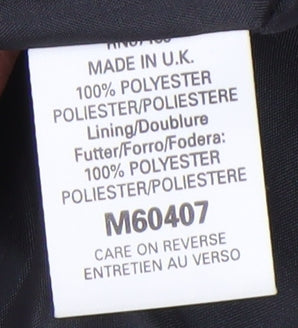 MADE IN U.K.
100% POLYESTER
POLIESTER/POLIESTERE
Lining/Doublure
Futter/Forro/Fodera:
100% POLYESTER
POLIESTER/POLIESTERE
M60407
CARE ON REVERSE
ENTRETIEN AU VERSO